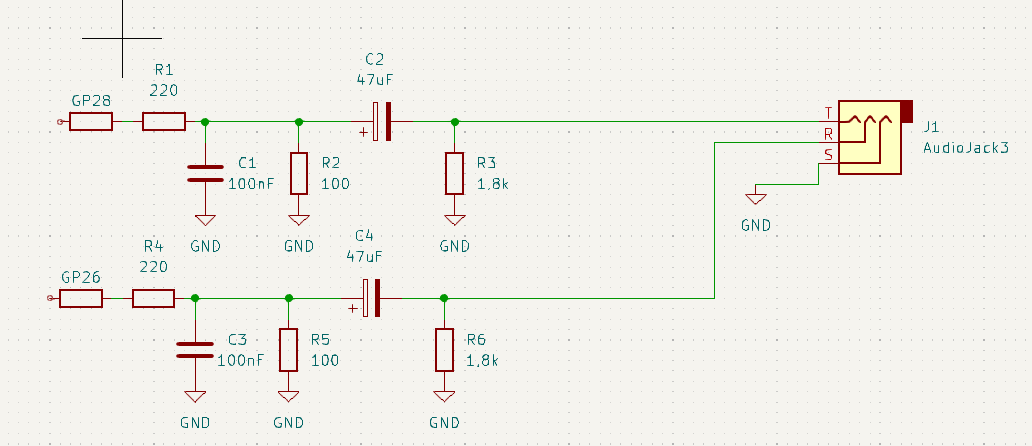 C2
47uF
R1
220
GP28
+
C1
100nF
R2
100
R3
1,8k
GND
GND
GND
T
R
S
J1
AudioJack3
GND
C4
47uF
R4
220
GP26
+
C3
100nF
R5
100
R6
1,8k
GND
GND
GND